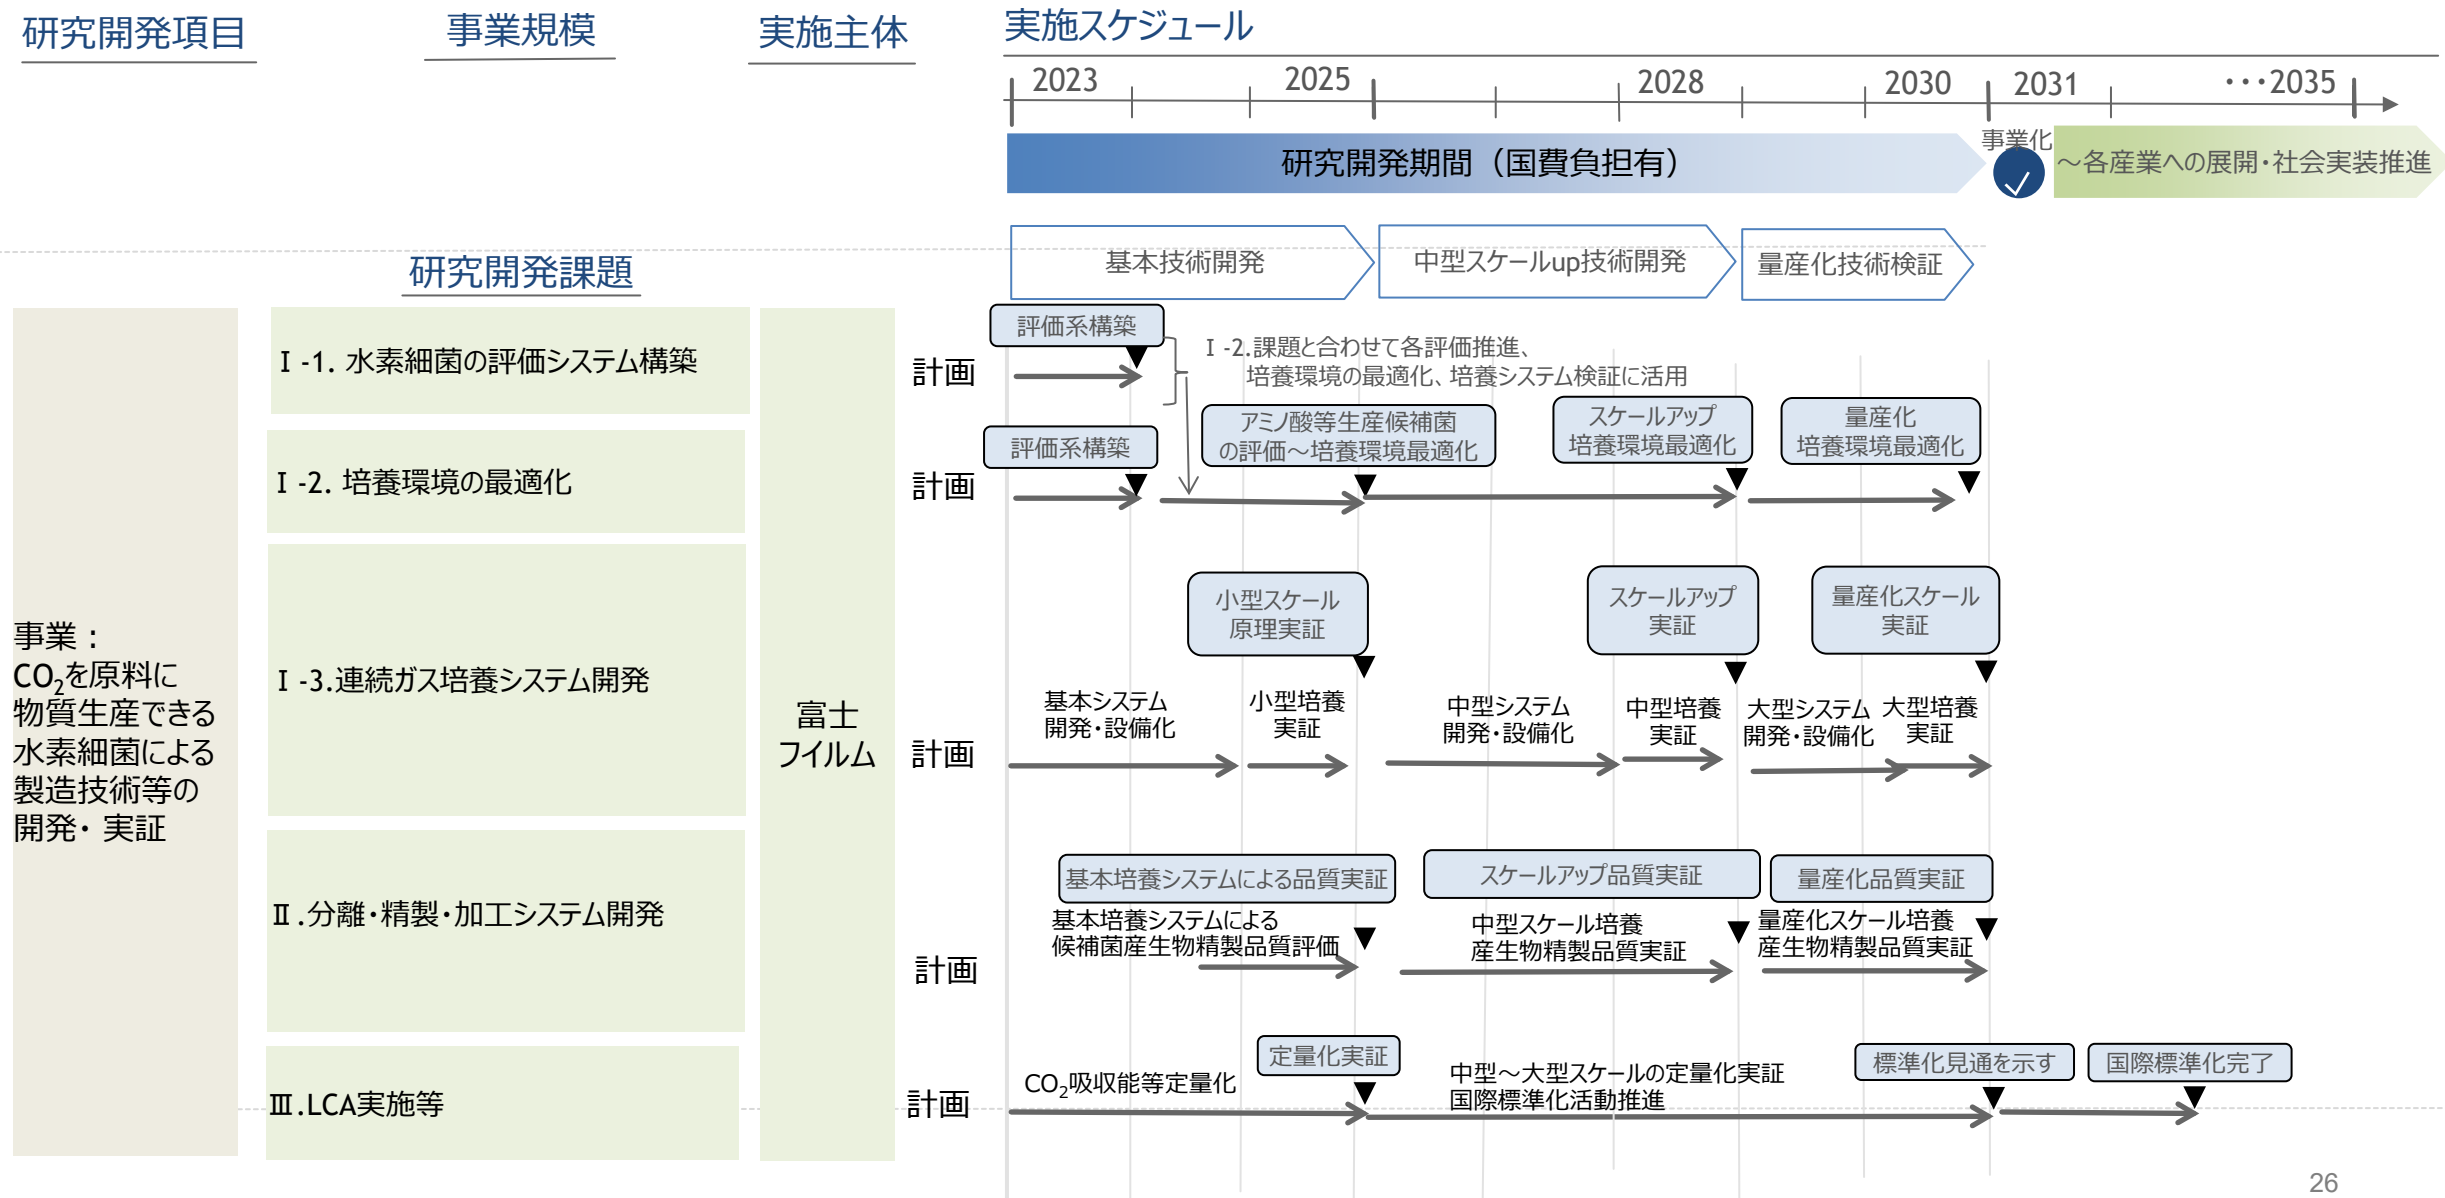 研究開発項目
事業規模
実施主体
実施スケジュール
2023
2025
2028
2030
2031
・・・2035
研究開発期間（国費負担有）
事業化
～各産業への展開・社会実装推進
基本技術開発
中型スケールup技術開発
量産化技術検証
研究開発課題
事業：
CO₂を原料に
物質生産できる
水素細菌による
製造技術等の
開発・ 実証
富士
フイルム
Ⅰ-1. 水素細菌の評価システム構築
計画
評価系構築
Ⅰ-2.課題と合わせて各評価推進、
培養環境の最適化、培養システム検証に活用
Ⅰ-2. 培養環境の最適化
計画
評価系構築
アミノ酸等生産候補菌
の評価～培養環境最適化
スケールアップ
培養環境最適化
量産化
培養環境最適化
Ⅰ-3.連続ガス培養システム開発
計画
小型スケール
原理実証
スケールアップ
実証
量産化スケール
実証
基本システム
開発・設備化
小型培養
実証
中型システム
開発・設備化
中型培養
実証
大型システム
開発・設備化
大型培養
実証
Ⅱ.分離・精製・加工システム開発
計画
基本培養システムによる品質実証
スケールアップ品質実証
量産化品質実証
基本培養システムによる
候補菌産生物精製品質評価
中型スケール培養
産生物精製品質実証
量産化スケール培養
産生物精製品質実証
Ⅲ.LCA実施等
計画
定量化実証
標準化見通を示す
国際標準化完了
CO₂吸収能等定量化
中型～大型スケールの定量化実証
国際標準化活動推進
26